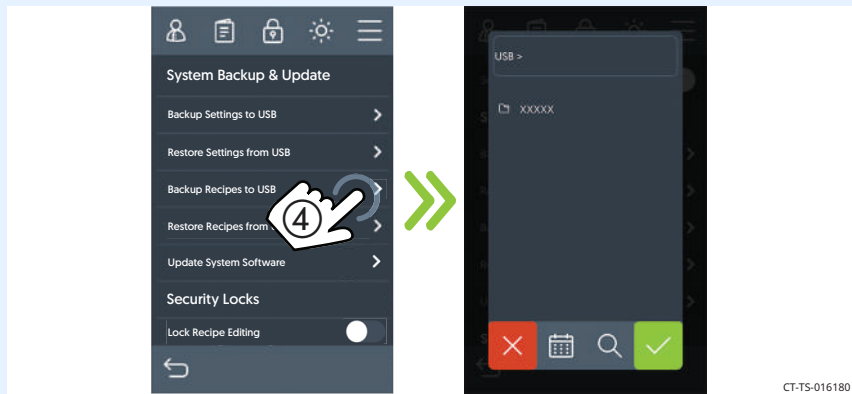 System Backup & Update
Backup Settings to USB
Restore Settings from USB
Backup Recipes to USB
Restore Recipes from
Update System Software
Security Locks
Lock Recipe Editing
4
USB >
xxxxx
CT-TS-016180